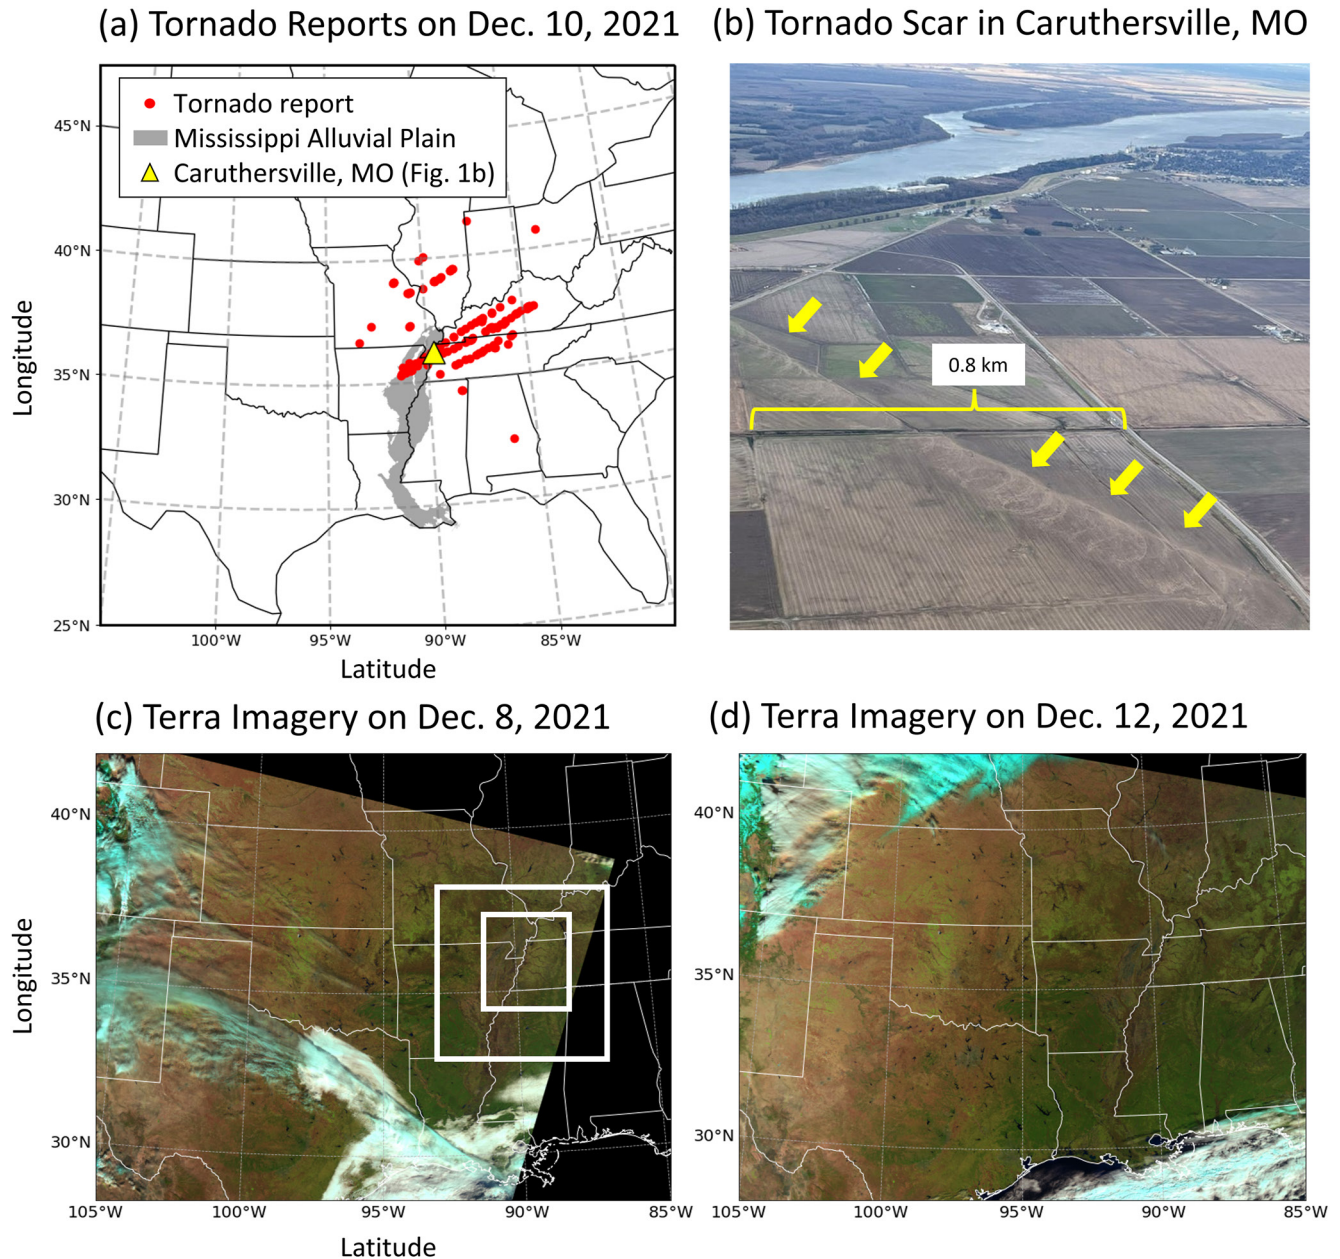 (a) Tornado Reports on Dec. 10, 2021
Tornado report
Mississippi Alluvial Plain
Caruthersville, MO (Fig. 1b)
45°N
40°N
35°N
30°N
25°N
Longitude
100°W 95°W 90°W 85°W
Latitude
(b) Tornado Scar in Caruthersville, MO
0.8 km
(c) Terra Imagery on Dec. 8, 2021
40°N
35°N
30°N
Longitude
105°W 100°W 95°W 90°W 85°W
Latitude
(d) Terra Imagery on Dec. 12, 2021
40°N
35°N
30°N
105°W 100°W 95°W 90°W 85°W